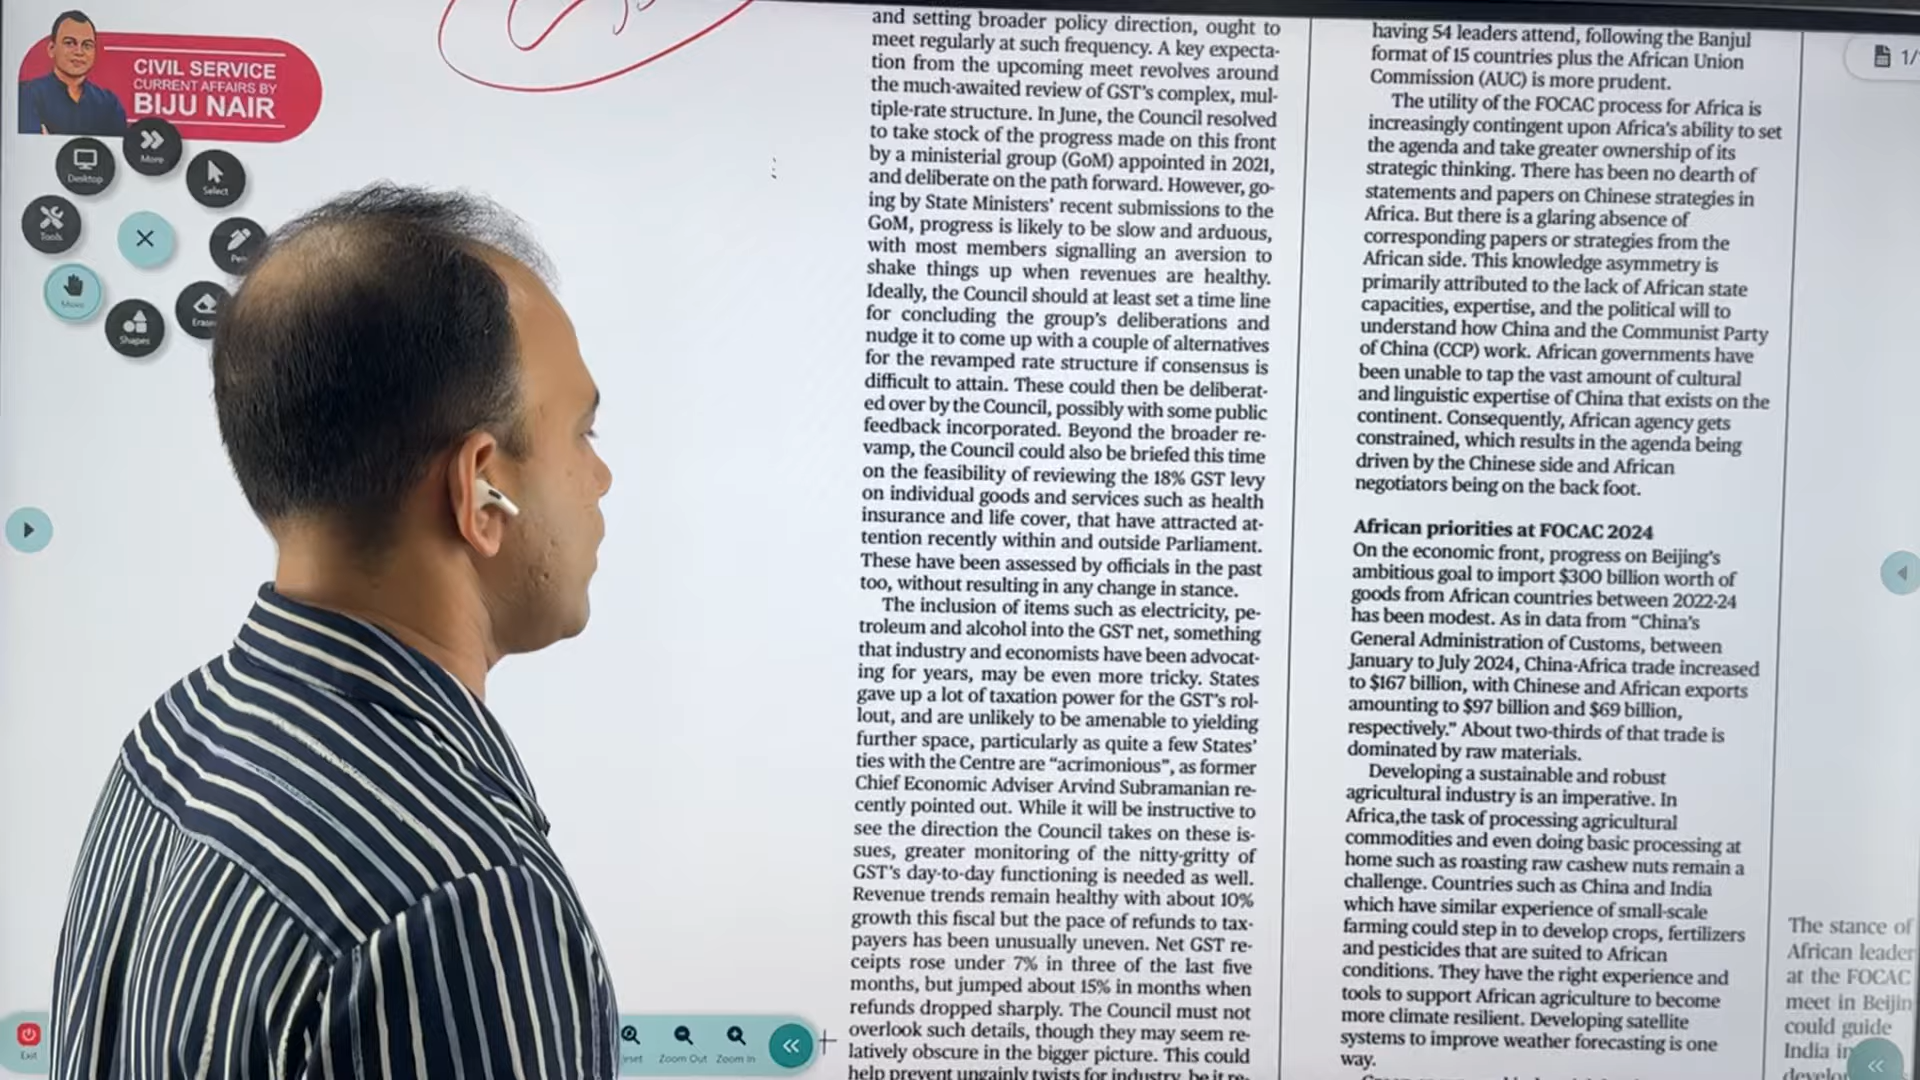 CIVIL SERVICE
CURRENT AFFAIRS BY
BIJU NAIR
More
Desktop
Select
Tools
Pen
Move
Shapes
Exit
Zoom Out
Zoom In
and setting broader policy direction, ought to
meet regularly at such frequency. A key expecta-
tion from the upcoming meet revolves around
the much-awaited review of GST's complex, mul-
tiple-rate structure. In June, the Council resolved
to take stock of the progress made on this front
by a ministerial group (GoM) appointed in 2021,
and deliberate on the path forward. However, go-
ing by State Ministers' recent submissions to the
GoM, progress is likely to be slow and arduous,
with most members signalling an aversion to
shake things up when revenues are healthy.
Ideally, the Council should at least set a time line
for concluding the group's deliberations and
nudge it to come up with a couple of alternatives
for the revamped rate structure if consensus is
difficult to attain. These could then be deliberat-
ed over by the Council, possibly with some public
feedback incorporated. Beyond the broader re-
vamp, the Council could also be briefed this time
on the feasibility of reviewing the 18% GST levy
on individual goods and services such as health
insurance and life cover, that have attracted at-
tention recently within and outside Parliament.
These have been assessed by officials in the past
too, without resulting in any change in stance.
The inclusion of items such as electricity, pe-
troleum and alcohol into the GST net, something
that industry and economists have been advocat-
ing for years, may be even more tricky. States
gave up a lot of taxation power for the GST's rol-
lout, and are unlikely to be amenable to yielding
further space, particularly as quite a few States'
ties with the Centre are "acrimonious", as former
Chief Economic Adviser Arvind Subramanian re-
cently pointed out. While it will be instructive to
see the direction the Council takes on these is-
sues, greater monitoring of the nitty-gritty of
GST's day-to-day functioning is needed as well.
Revenue trends remain healthy with about 10%
growth this fiscal but the pace of refunds to tax-
payers has been unusually uneven. Net GST re-
ceipts rose under 7% in three of the last five
months, but jumped about 15% in months when
refunds dropped sharply. The Council must not
overlook such details, though they may seem re-
latively obscure in the bigger picture. This could
help prevent ungainly twists for industry, be it re-
having 54 leaders attend, following the Banjul
format of 15 countries plus the African Union
Commission (AUC) is more prudent.
The utility of the FOCAC process for Africa is
increasingly contingent upon Africa's ability to set
the agenda and take greater ownership of its
strategic thinking. There has been no dearth of
statements and papers on Chinese strategies in
Africa. But there is a glaring absence of
corresponding papers or strategies from the
African side. This knowledge asymmetry is
primarily attributed to the lack of African state
capacities, expertise, and the political will to
understand how China and the Communist Party
of China (CCP) work. African governments have
been unable to tap the vast amount of cultural
and linguistic expertise of China that exists on the
continent. Consequently, African agency gets
constrained, which results in the agenda being
driven by the Chinese side and African
negotiators being on the back foot.
African priorities at FOCAC 2024
On the economic front, progress on Beijing's
ambitious goal to import $300 billion worth of
goods from African countries between 2022-24
has been modest. As in data from "China's
General Administration of Customs, between
January to July 2024, China-Africa trade increased
to $167 billion, with Chinese and African exports
amounting to $97 billion and $69 billion,
respectively." About two-thirds of that trade is
dominated by raw materials.
Developing a sustainable and robust
agricultural industry is an imperative. In
Africa,the task of processing agricultural
commodities and even doing basic processing at
home such as roasting raw cashew nuts remain a
challenge. Countries such as China and India
which have similar experience of small-scale
farming could step in to develop crops, fertilizers
and pesticides that are suited to African
conditions. They have the right experience and
tools to support African agriculture to become
more climate resilient. Developing satellite
systems to improve weather forecasting is one
way.
1/
The stance of
African leader
at the FOCAC
meet in Beijin
could guide
India in